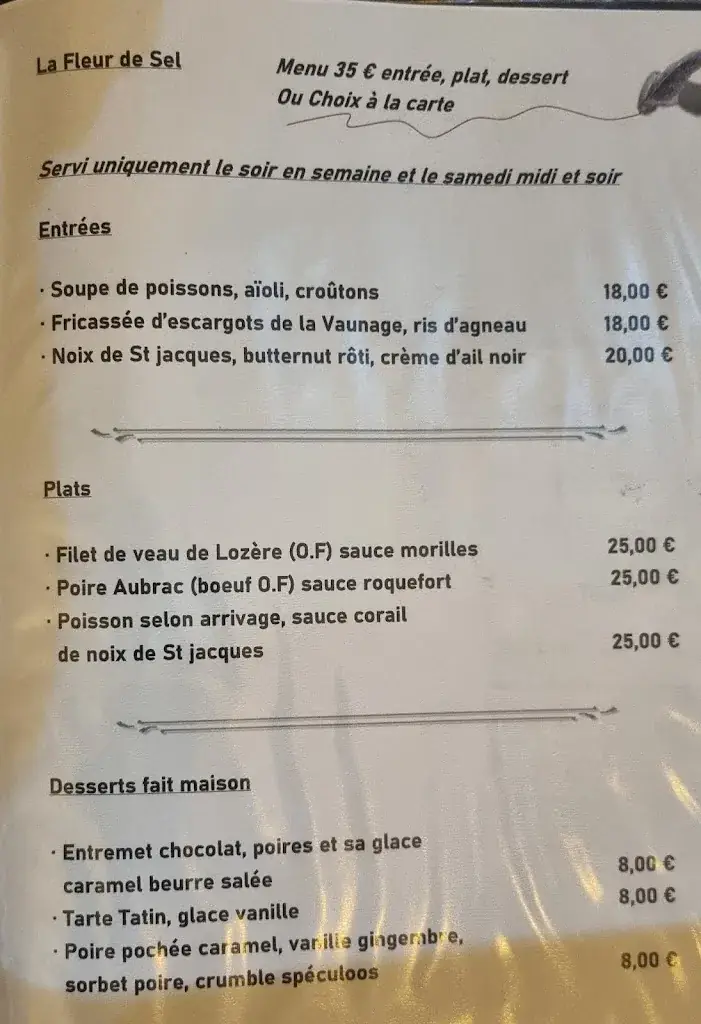 La Fleur de Sel
Menu 35 € entrée, plat, dessert
Ou Choix à la carte
Servi uniquement le soir en semaine et le samedi midi et soir
Entrées
· Soupe de poissons, aïoli, croûtons 18,00 €
· Fricassée d'escargots de la Vaunage, ris d'agneau 18,00 €
· Noix de St jacques, butternut rôti, crème d'ail noir 20,00 €
Plats
· Filet de veau de Lozère (O.F) sauce morilles 25,00 €
· Poire Aubrac (boeuf O.F) sauce roquefort 25,00 €
· Poisson selon arrivage, sauce corail
de noix de St jacques 25,00 €
Desserts fait maison
· Entremet chocolat, poires et sa glace
caramel beurre salée 8,00 €
· Tarte Tatin, glace vanille 8,00 €
· Poire pochée caramel, vanille gingembre,
sorbet poire, crumble spéculoos 8,00 €